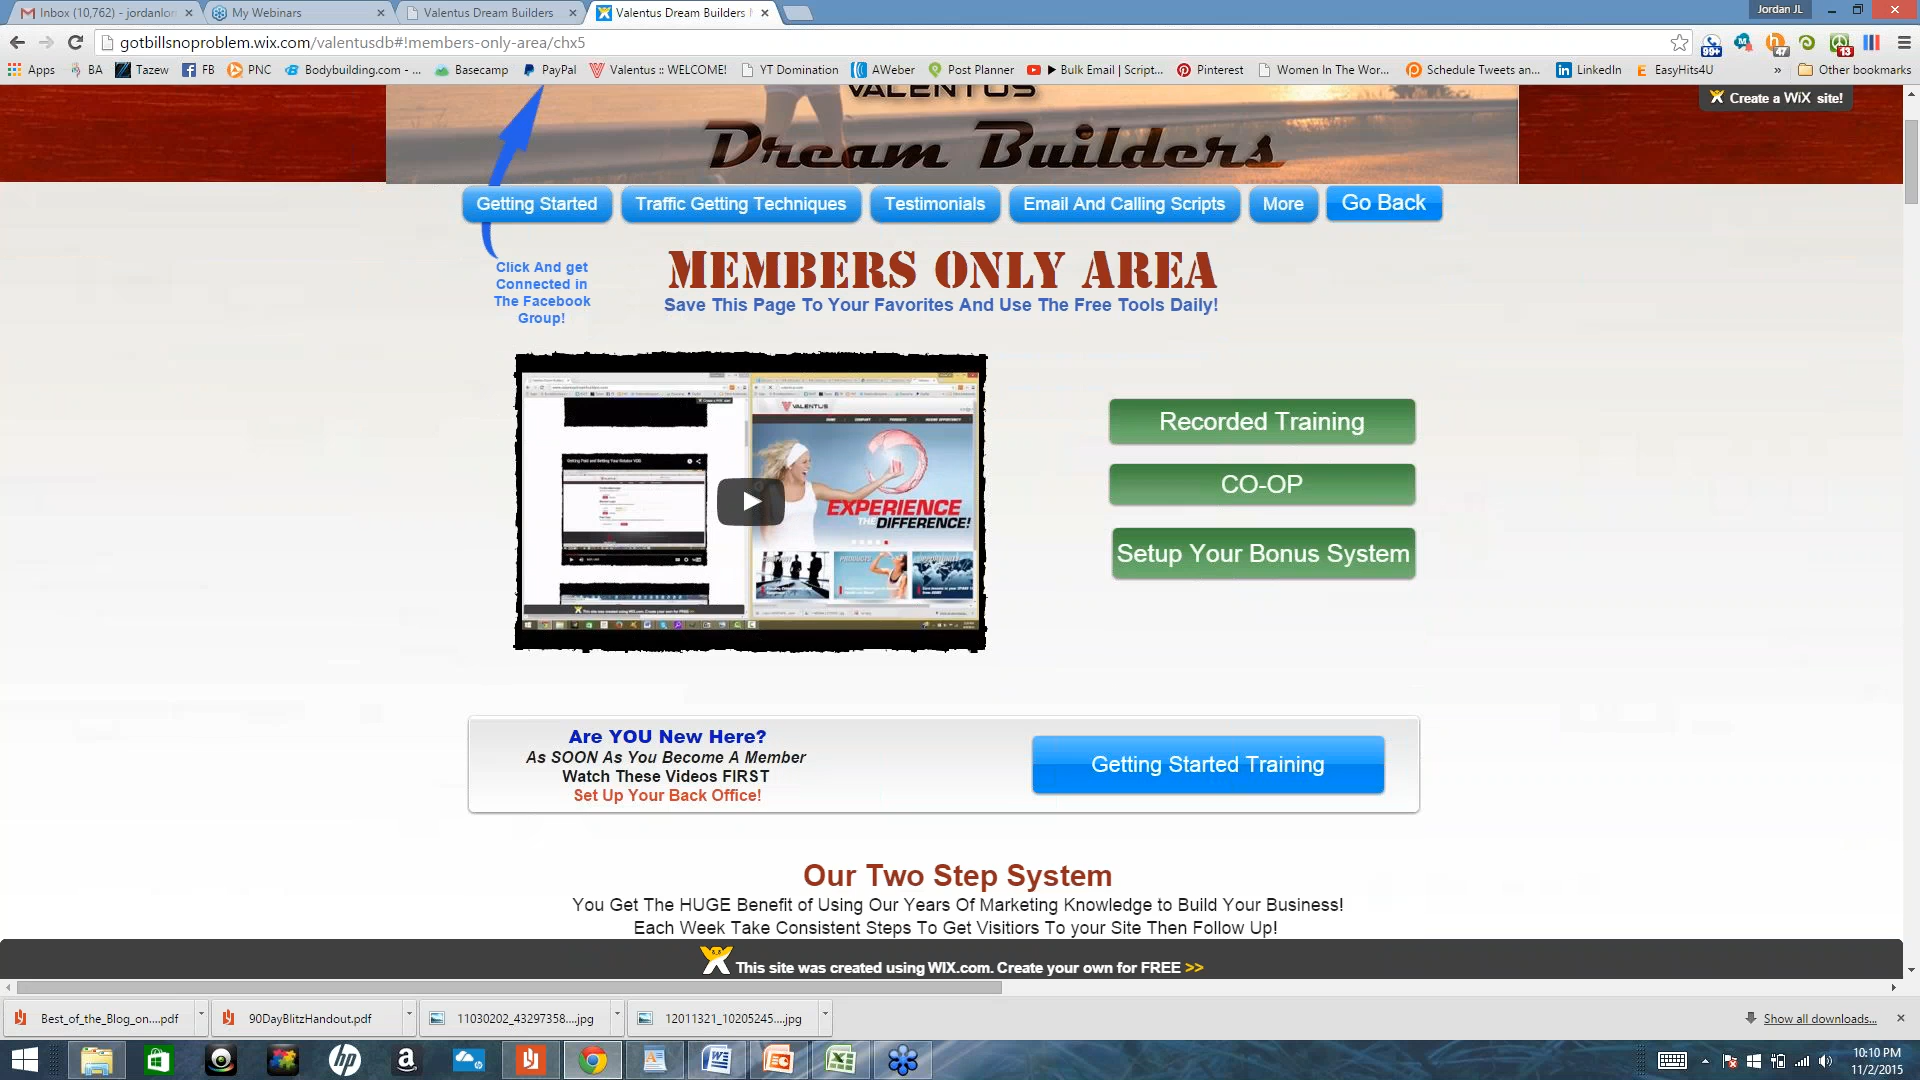 Inbox (10,762) - jordanlor
My Webinars
Valentus Dream Builders
Valentus Dream Builders
Jordan JL
gotbillsnoproblem.wix.com/valentusdb#!members-only-area/chx5
99+
47
13
Apps
BA
Tazew
FB
PNC
Bodybuilding.com - ...
Basecamp
PayPal
Valentus :: WELCOME!
YT Domination
AWeber
Post Planner
Bulk Email | Script...
Pinterest
Women In The Wor...
Schedule Tweets an...
LinkedIn
EasyHits4U
»
Other bookmarks
Create a WiX site!
VALENTUS
Dream Builders
Getting Started
Traffic Getting Techniques
Testimonials
Email And Calling Scripts
More
Go Back
Click And get
Connected in
The Facebook
Group!
MEMBERS ONLY AREA
Save This Page To Your Favorites And Use The Free Tools Daily!
VALENTUS
EXPERIENCE
THE DIFFERENCE!
PRODUCTS
Recorded Training
CO-OP
Setup Your Bonus System
Are YOU New Here?
As SOON As You Become A Member
Watch These Videos FIRST
Set Up Your Back Office!
Getting Started Training
Our Two Step System
You Get The HUGE Benefit of Using Our Years Of Marketing Knowledge to Build Your Business!
Each Week Take Consistent Steps To Get Visitiors To your Site Then Follow Up!
This site was created using WIX.com. Create your own for FREE >>
Best_of_the_Blog_on....pdf
90DayBlitzHandout.pdf
11030202_43297358....jpg
12011321_10205245....jpg
Show all downloads...
10:10 PM
11/2/2015